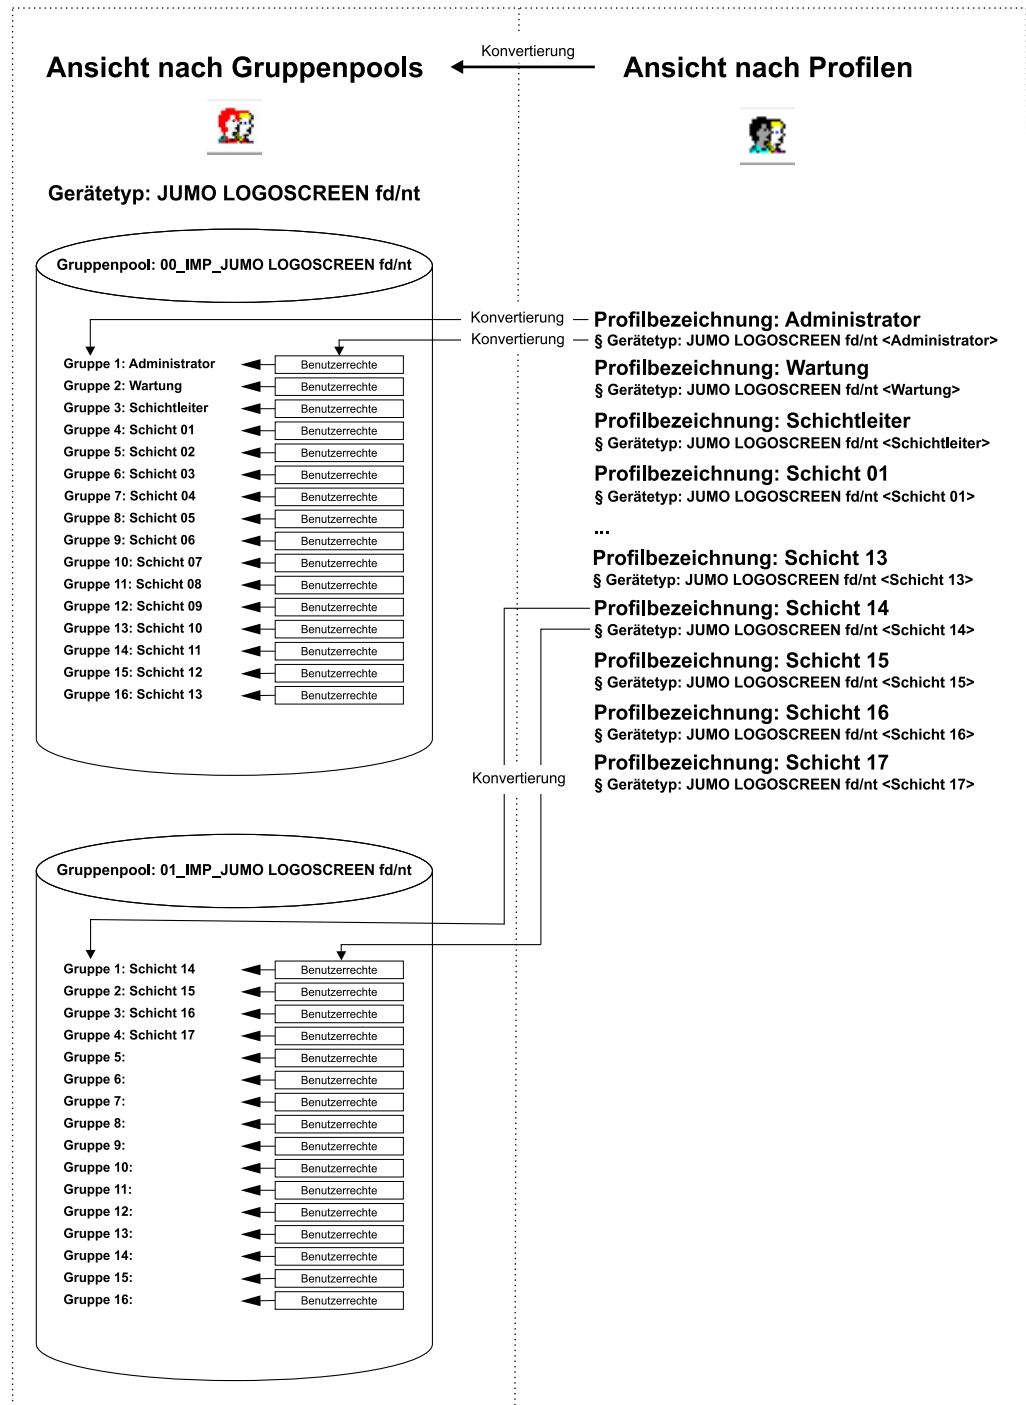 Konvertierung
Ansicht nach Gruppenpools
Ansicht nach Profilen
Gerätetyp: JUMO LOGOSCREEN fd/nt
Gruppenpool: 00_IMP_JUMO LOGOSCREEN fd/nt
Konvertierung
Konvertierung
Gruppe 1: Administrator Benutzerrechte
Gruppe 2: Wartung Benutzerrechte
Gruppe 3: Schichtleiter Benutzerrechte
Gruppe 4: Schicht 01 Benutzerrechte
Gruppe 5: Schicht 02 Benutzerrechte
Gruppe 6: Schicht 03 Benutzerrechte
Gruppe 7: Schicht 04 Benutzerrechte
Gruppe 8: Schicht 05 Benutzerrechte
Gruppe 9: Schicht 06 Benutzerrechte
Gruppe 10: Schicht 07 Benutzerrechte
Gruppe 11: Schicht 08 Benutzerrechte
Gruppe 12: Schicht 09 Benutzerrechte
Gruppe 13: Schicht 10 Benutzerrechte
Gruppe 14: Schicht 11 Benutzerrechte
Gruppe 15: Schicht 12 Benutzerrechte
Gruppe 16: Schicht 13 Benutzerrechte
Profilbezeichnung: Administrator
§ Gerätetyp: JUMO LOGOSCREEN fd/nt <Administrator>
Profilbezeichnung: Wartung
§ Gerätetyp: JUMO LOGOSCREEN fd/nt <Wartung>
Profilbezeichnung: Schichtleiter
§ Gerätetyp: JUMO LOGOSCREEN fd/nt <Schichtleiter>
Profilbezeichnung: Schicht 01
§ Gerätetyp: JUMO LOGOSCREEN fd/nt <Schicht 01>
...
Profilbezeichnung: Schicht 13
§ Gerätetyp: JUMO LOGOSCREEN fd/nt <Schicht 13>
Profilbezeichnung: Schicht 14
§ Gerätetyp: JUMO LOGOSCREEN fd/nt <Schicht 14>
Profilbezeichnung: Schicht 15
§ Gerätetyp: JUMO LOGOSCREEN fd/nt <Schicht 15>
Profilbezeichnung: Schicht 16
§ Gerätetyp: JUMO LOGOSCREEN fd/nt <Schicht 16>
Profilbezeichnung: Schicht 17
§ Gerätetyp: JUMO LOGOSCREEN fd/nt <Schicht 17>
Konvertierung
Gruppenpool: 01_IMP_JUMO LOGOSCREEN fd/nt
Gruppe 1: Schicht 14 Benutzerrechte
Gruppe 2: Schicht 15 Benutzerrechte
Gruppe 3: Schicht 16 Benutzerrechte
Gruppe 4: Schicht 17 Benutzerrechte
Gruppe 5: Benutzerrechte
Gruppe 6: Benutzerrechte
Gruppe 7: Benutzerrechte
Gruppe 8: Benutzerrechte
Gruppe 9: Benutzerrechte
Gruppe 10: Benutzerrechte
Gruppe 11: Benutzerrechte
Gruppe 12: Benutzerrechte
Gruppe 13: Benutzerrechte
Gruppe 14: Benutzerrechte
Gruppe 15: Benutzerrechte
Gruppe 16: Benutzerrechte